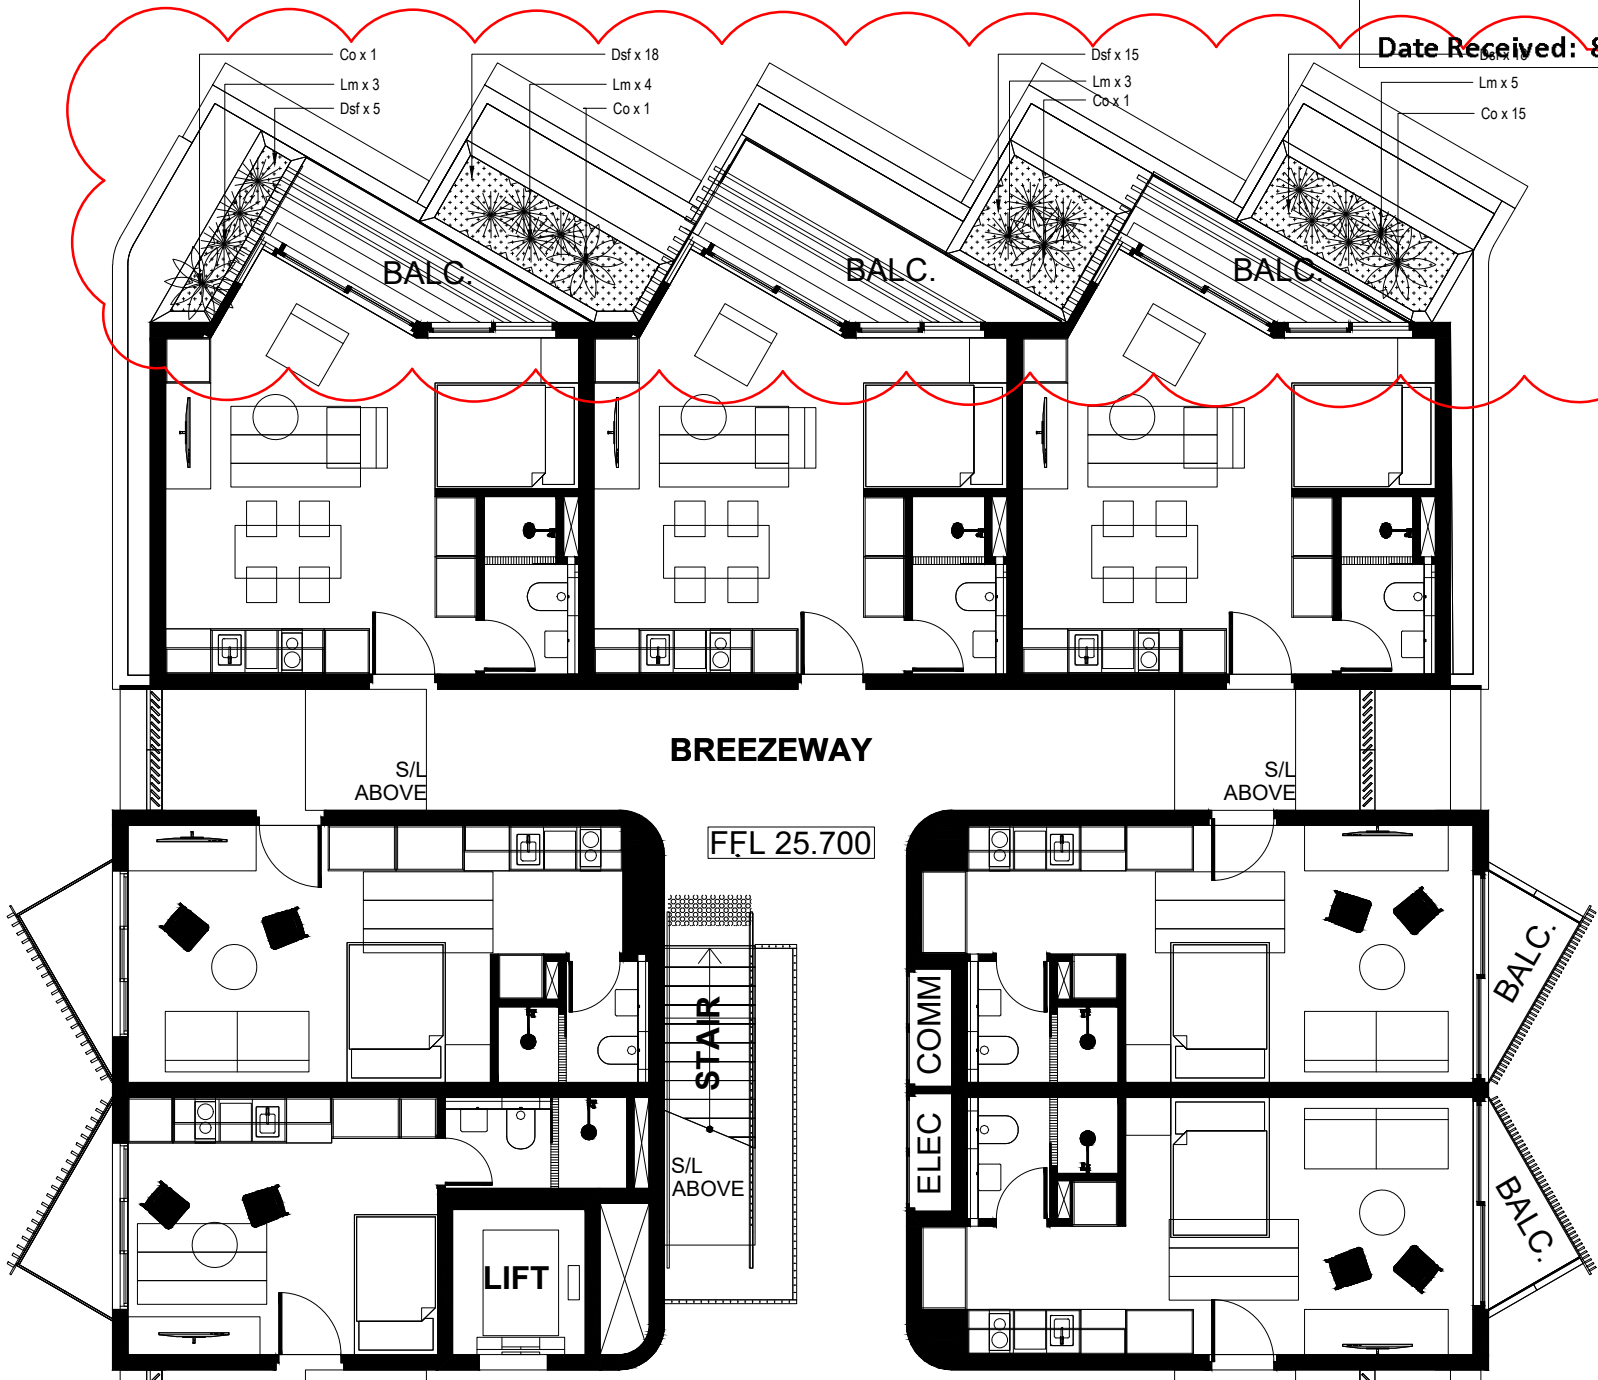 Date Received: 8
Co x 1
Lm x 3
Dsf x 5
Dsf x 18
Lm x 4
Co x 1
Dsf x 15
Lm x 3
Co x 1
Lm x 5
Co x 15
BALC.
BALC.
BALC.
BREEZEWAY
S/L
ABOVE
S/L
ABOVE
FFL 25.700
BALC.
COMM
STAIR
ELEC
S/L
ABOVE
BALC.
LIFT